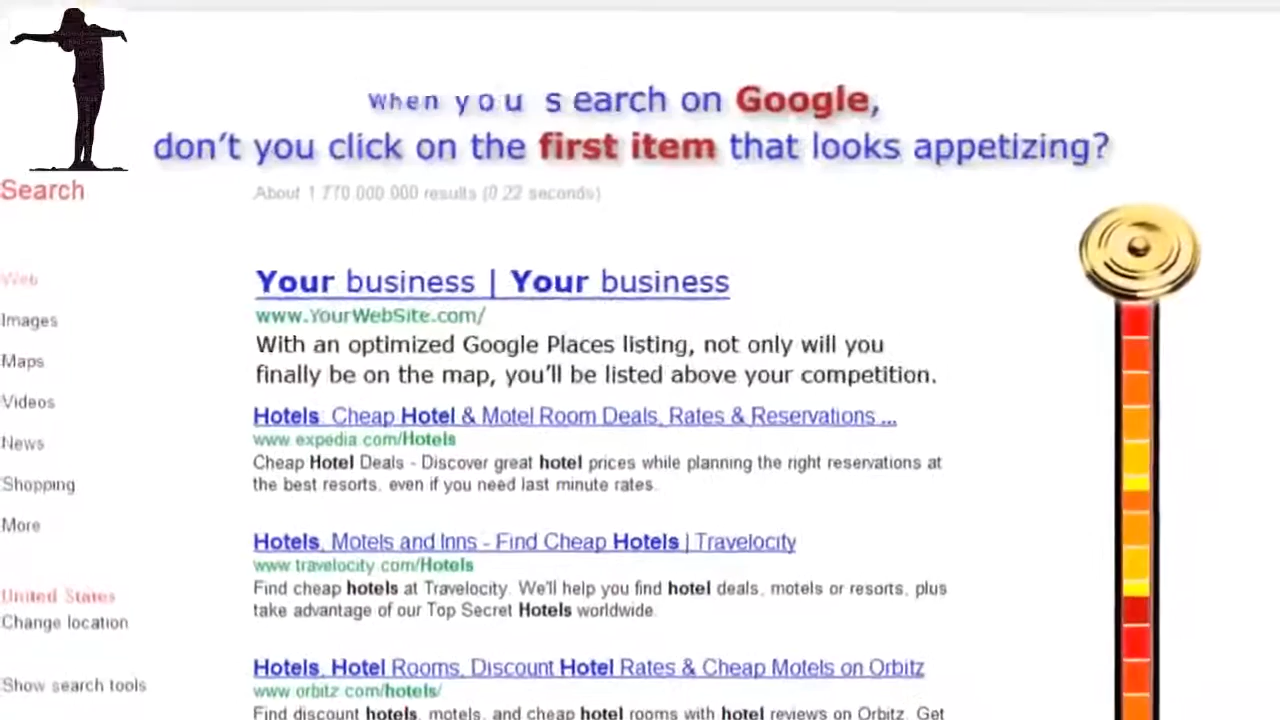 When you search on Google,
don't you click on the first item that looks appetizing?
Search
About 1 770 000 000 results (0.22 seconds)
Web
Images
Maps
Videos
News
Shopping
More
United States
Change location
Show search tools
Your business | Your business
www.YourWebSite.com/
With an optimized Google Places listing, not only will you
finally be on the map, you'll be listed above your competition.
Hotels: Cheap Hotel & Motel Room Deals, Rates & Reservations ...
www.expedia.com/Hotels
Cheap Hotel Deals - Discover great hotel prices while planning the right reservations at
the best resorts, even if you need last minute rates.
Hotels, Motels and Inns - Find Cheap Hotels | Travelocity
www.travelocity.com/Hotels
Find cheap hotels at Travelocity. We'll help you find hotel deals, motels or resorts, plus
take advantage of our Top Secret Hotels worldwide.
Hotels, Hotel Rooms, Discount Hotel Rates & Cheap Motels on Orbitz
www.orbitz.com/hotels/
Find discount hotels, motels, and cheap hotel rooms with hotel reviews on Orbitz. Get